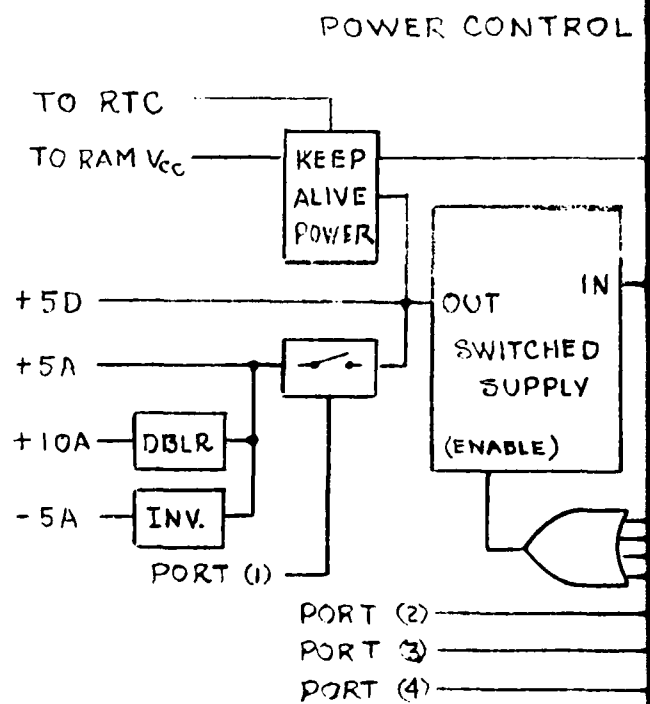 POWER CONTROL
TO RTC
TO RAM Vcc
KEEP
ALIVE
POWER
+5D
OUT
IN
+5A
SWITCHED
SUPPLY
+10A
DBLR
(ENABLE)
-5A
INV.
PORT (1)
PORT (2)
PORT (3)
PORT (4)